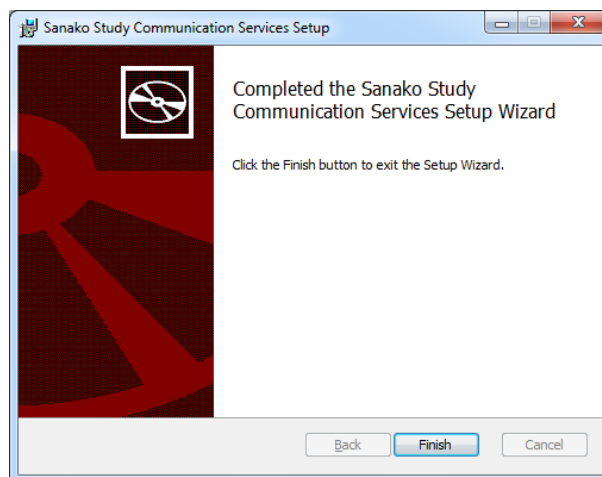 Sanako Study Communication Services Setup
Completed the Sanako Study
Communication Services Setup Wizard
Click the Finish button to exit the Setup Wizard.
Back
Finish
Cancel